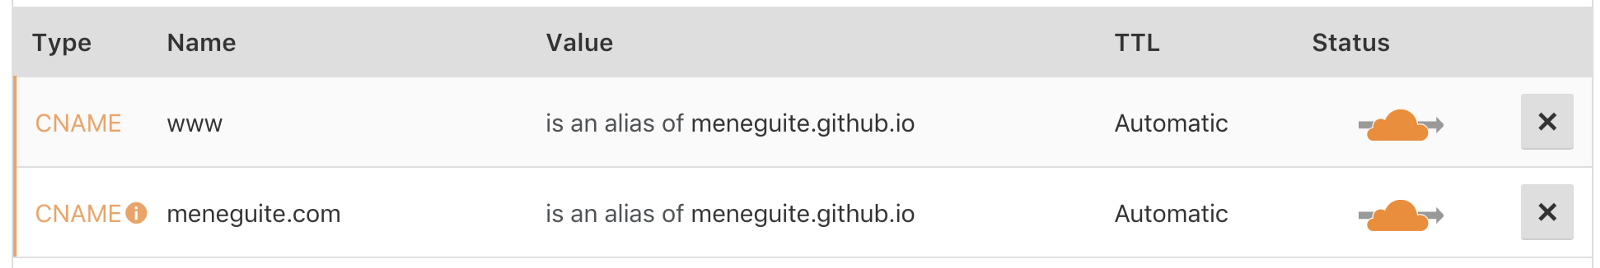 Type Name Value TTL Status
CNAME www is an alias of meneguite.github.io Automatic
CNAME meneguite.com is an alias of meneguite.github.io Automatic